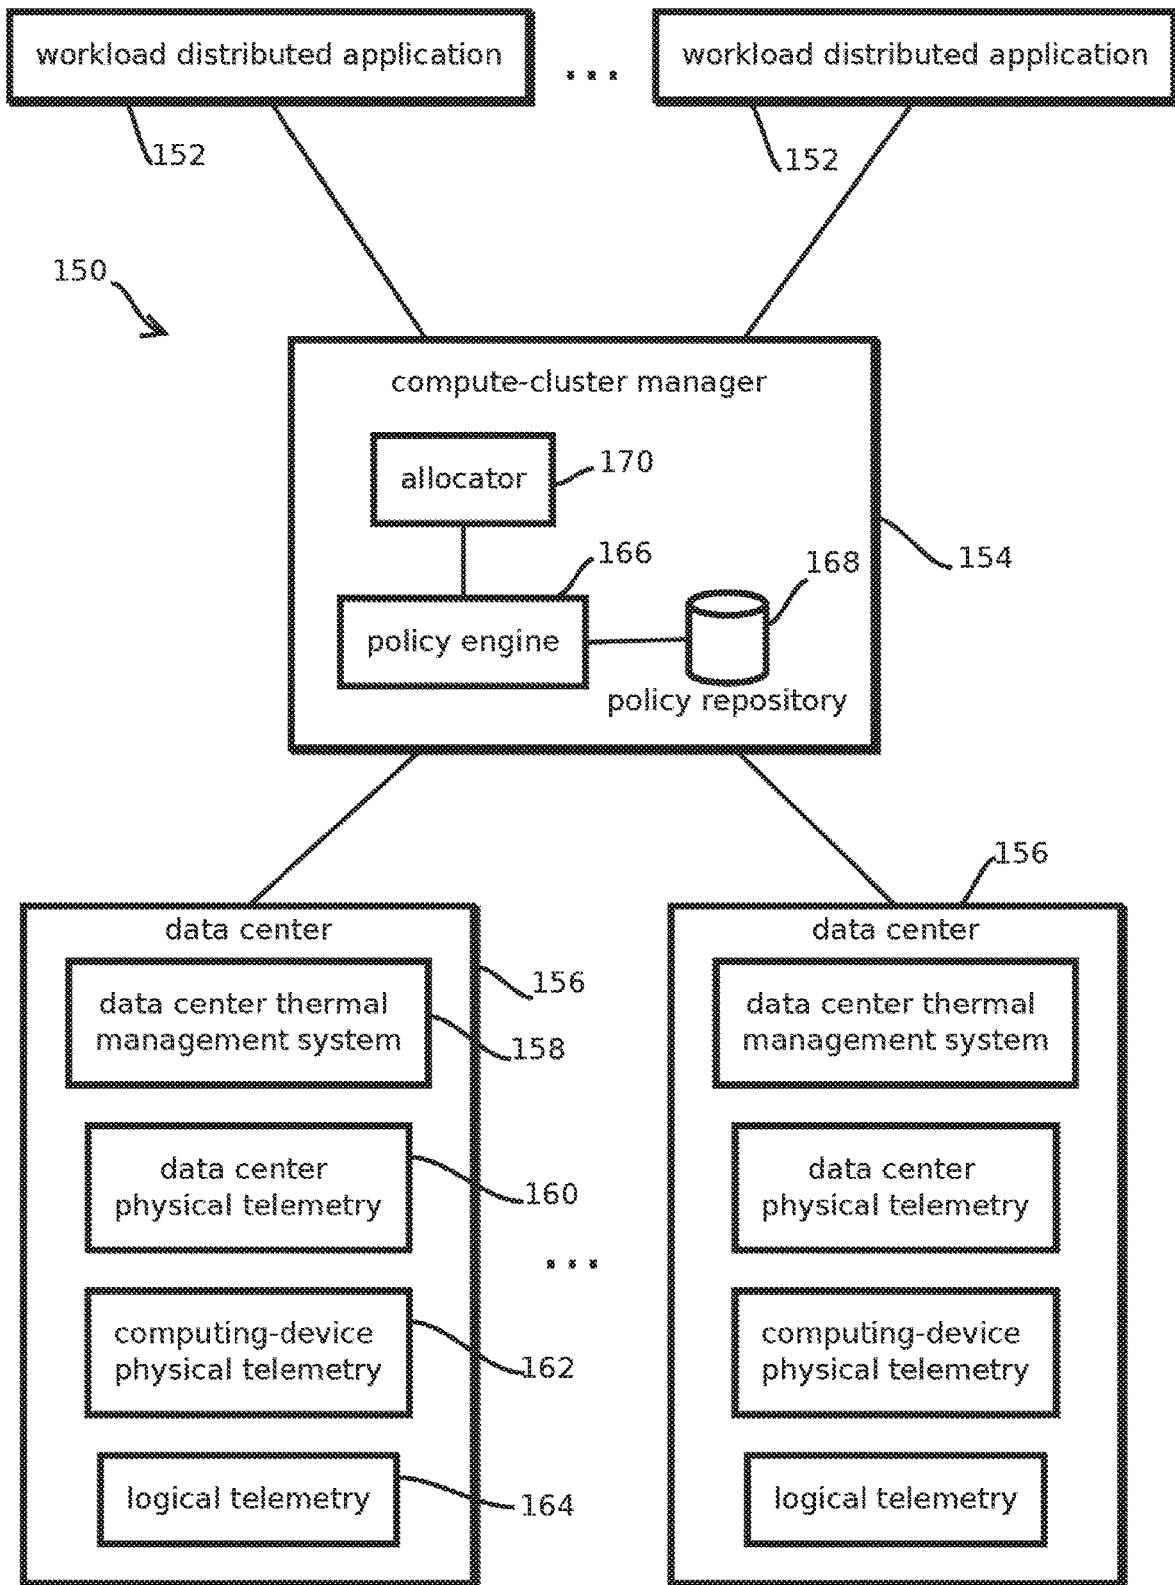 workload distributed application
...
workload distributed application
152
152
150
compute-cluster manager
allocator
170
166
168
154
policy engine
policy repository
156
data center
data center
156
data center thermal
management system
158
data center thermal
management system
data center
physical telemetry
160
data center
physical telemetry
...
computing-device
physical telemetry
162
computing-device
physical telemetry
logical telemetry
164
logical telemetry